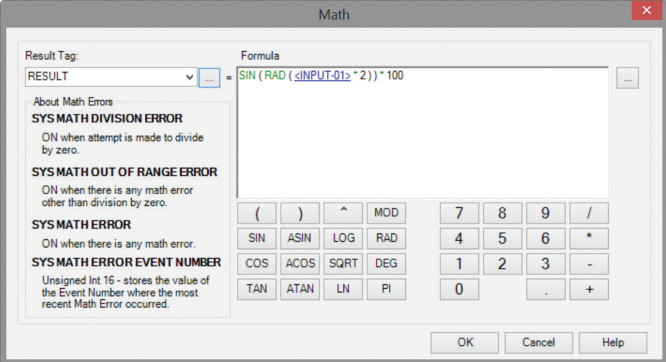 Math
Result Tag:
RESULT
...
=
Formula
SIN ( RAD ( <INPUT-01> * 2 ) ) * 100
...
About Math Errors
SYS MATH DIVISION ERROR
ON when attempt is made to divide
by zero.
SYS MATH OUT OF RANGE ERROR
ON when there is any math error
other than division by zero.
SYS MATH ERROR
ON when there is any math error.
SYS MATH ERROR EVENT NUMBER
Unsigned Int 16 - stores the value of
the Event Number where the most
recent Math Error occurred.
( ) ^ MOD 7 8 9 /
SIN ASIN LOG RAD 4 5 6 *
COS ACOS SQRT DEG 1 2 3 -
TAN ATAN LN PI 0 . +
OK Cancel Help